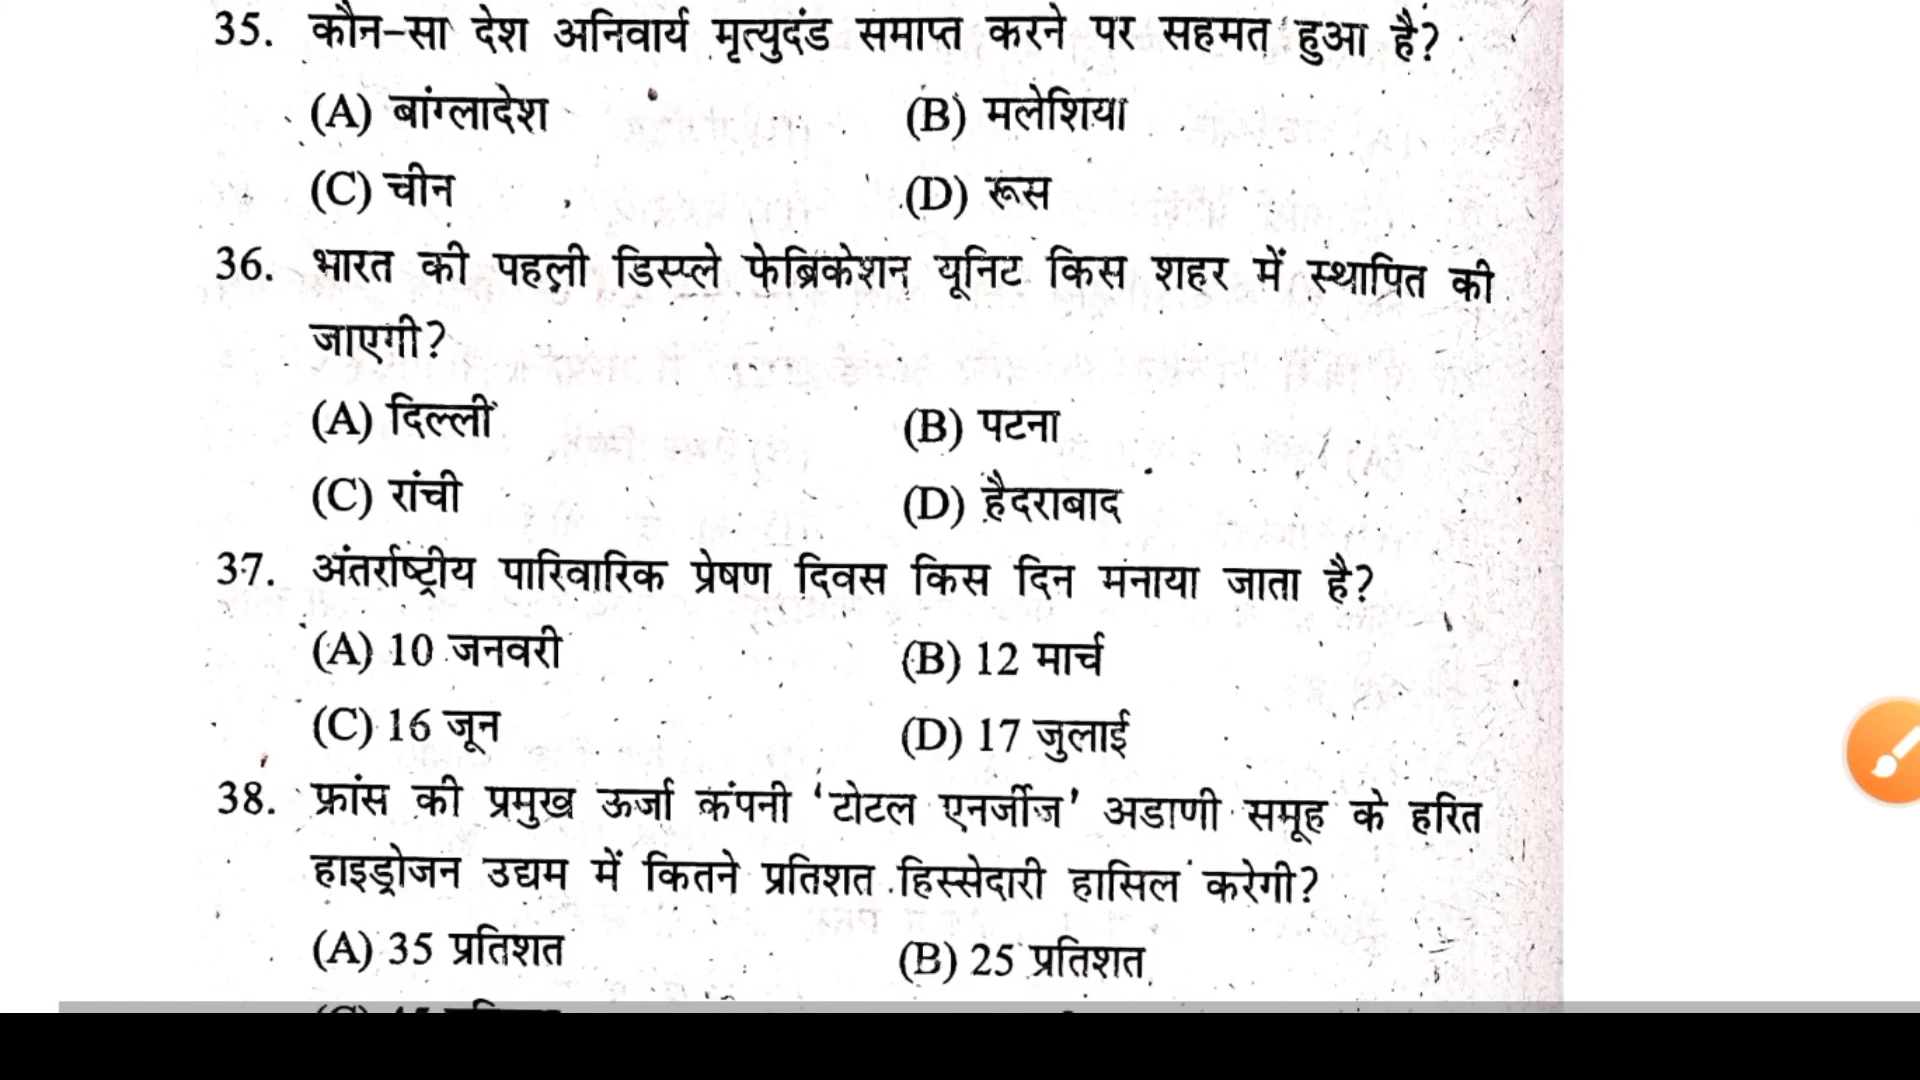 35. कौन-सा देश अनिवार्य मृत्युदंड समाप्त करने पर सहमत हुआ है?
(A) बांग्लादेश (B) मलेशिया
(C) चीन (D) रूस
36. भारत की पहली डिस्प्ले फेब्रिकेशन यूनिट किस शहर में स्थापित की
जाएगी?
(A) दिल्ली (B) पटना
(C) रांची (D) हैदराबाद
37. अंतर्राष्ट्रीय पारिवारिक प्रेषण दिवस किस दिन मनाया जाता है?
(A) 10 जनवरी (B) 12 मार्च
(C) 16 जून (D) 17 जुलाई
38. फ्रांस की प्रमुख ऊर्जा कंपनी ‘टोटल एनर्जीज’ अडाणी समूह के हरित
हाइड्रोजन उद्यम में कितने प्रतिशत हिस्सेदारी हासिल करेगी?
(A) 35 प्रतिशत (B) 25 प्रतिशत